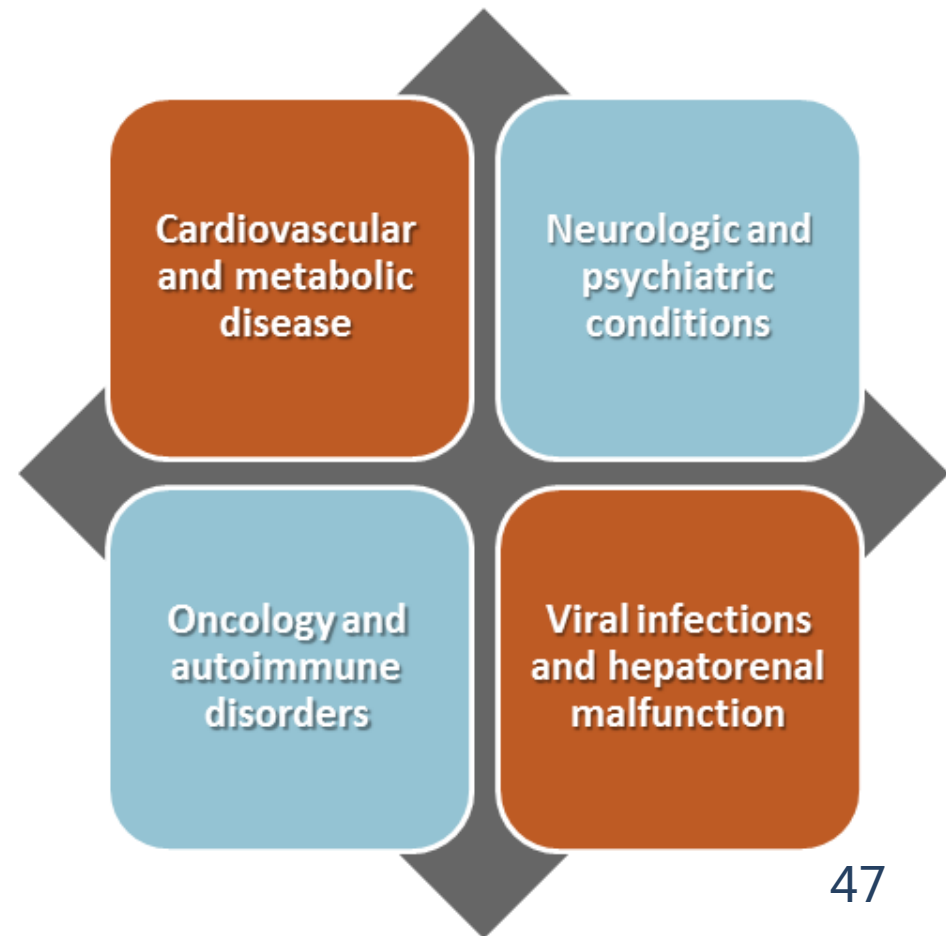 Cardiovascular
and metabolic
disease
Neurologic and
psychiatric
conditions
Oncology and
autoimmune
disorders
Viral infections
and hepatorenal
malfunction
47